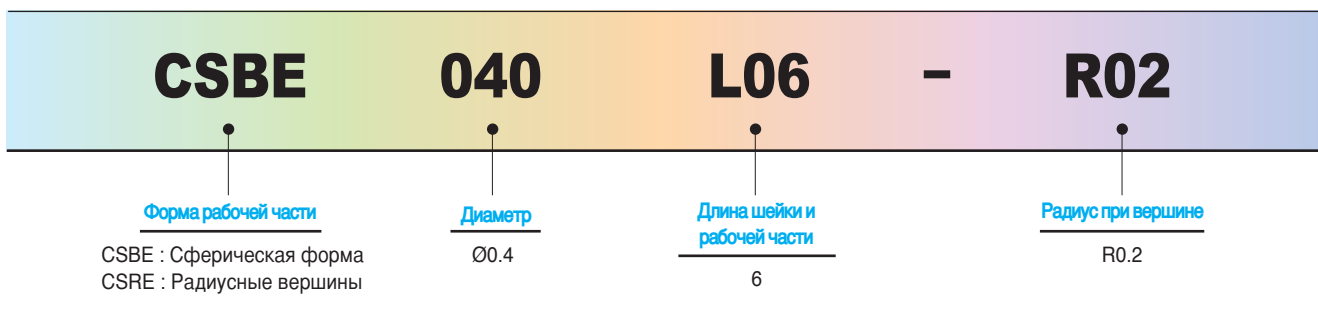 CSBE 040 L06 - R02
Форма рабочей части
CSBE : Сферическая форма
CSRE : Радиусные вершины
Диаметр
Ø0.4
Длина шейки и
рабочей части
6
Радиус при вершине
R0.2